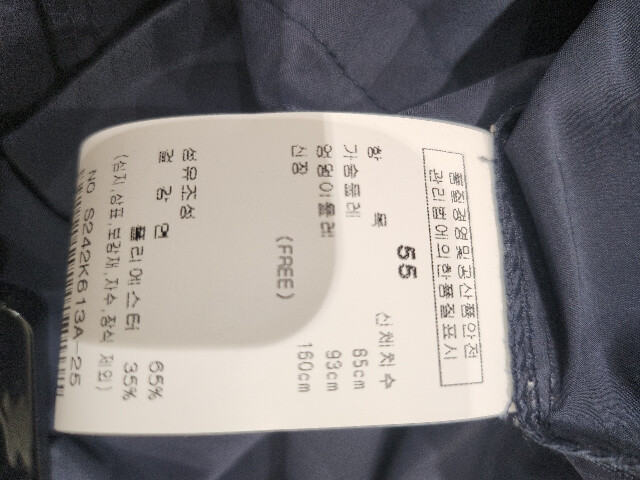 품질경영및공산품안전
관리법에의한품질표시
55
항 목 신체치수
가슴둘레 85cm
엉덩이둘레 93cm
신장 160cm
(FREE)
섬유조성
겉감 면 65%
폴리에스터 35%
(심지,상표,보강재,자수,장식 제외)
NO S242K613A-25